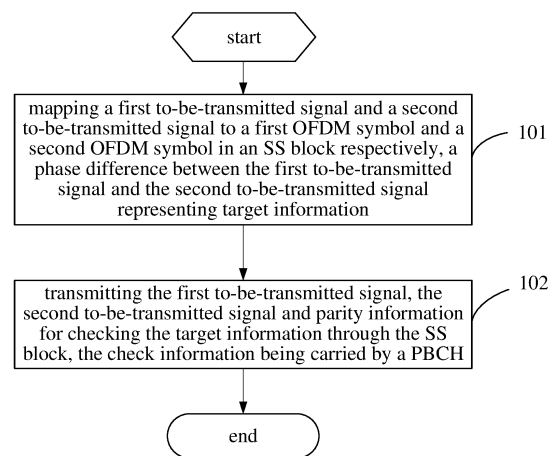 start
mapping a first to-be-transmitted signal and a second
to-be-transmitted signal to a first OFDM symbol and a
second OFDM symbol in an SS block respectively, a
phase difference between the first to-be-transmitted
signal and the second to-be-transmitted signal
representing target information
101
transmitting the first to-be-transmitted signal, the
second to-be-transmitted signal and parity information
for checking the target information through the SS
block, the check information being carried by a PBCH
102
end